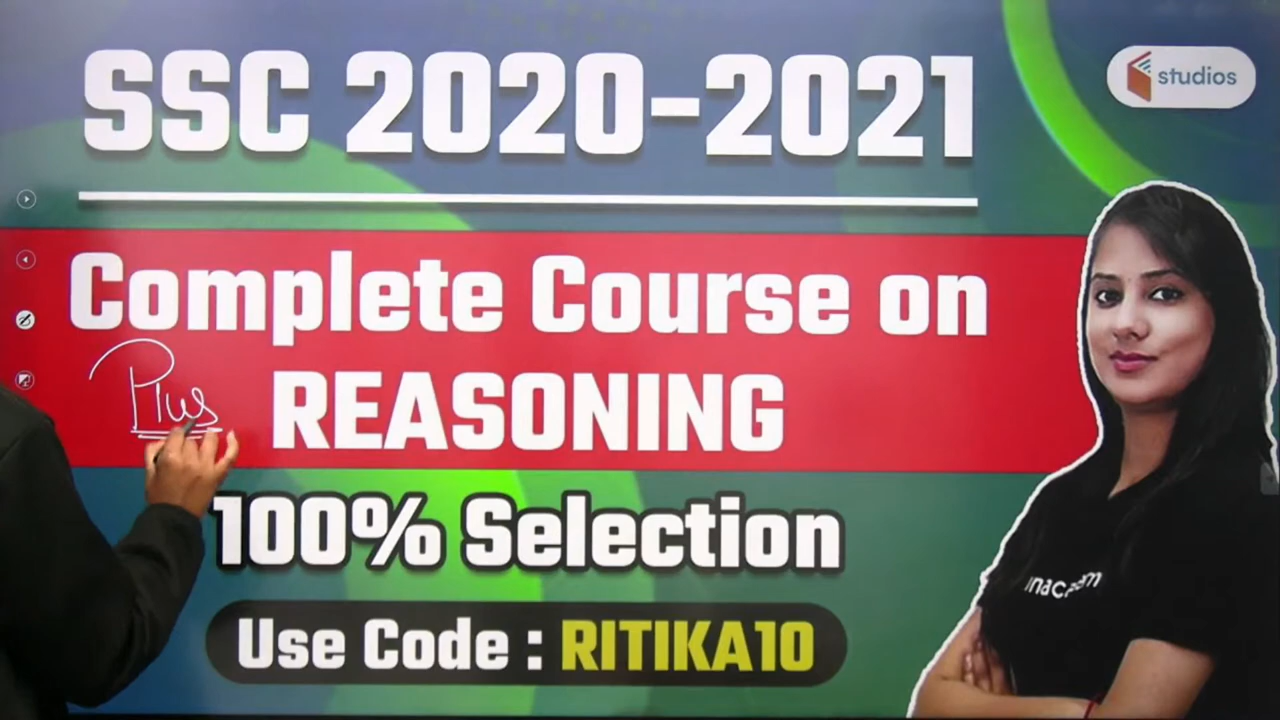 SSC 2020-2021
studios
Complete Course on
Plus
REASONING
100% Selection
Use Code : RITIKA10